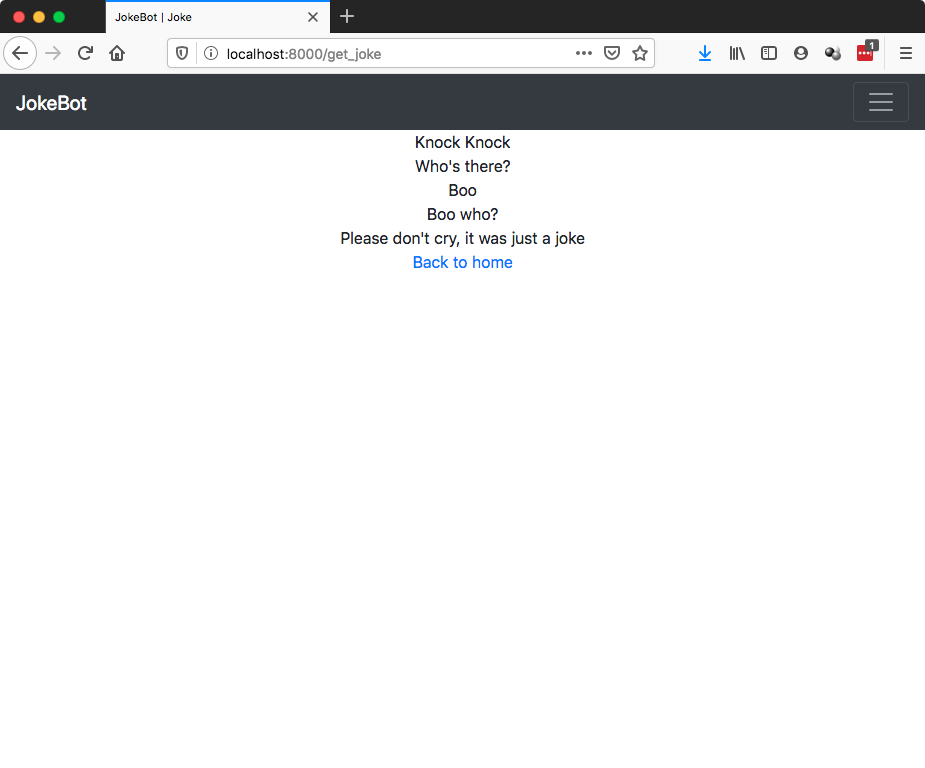 JokeBot | Joke
localhost:8000/get_joke
1
JokeBot
Knock Knock
Who's there?
Boo
Boo who?
Please don't cry, it was just a joke
Back to home